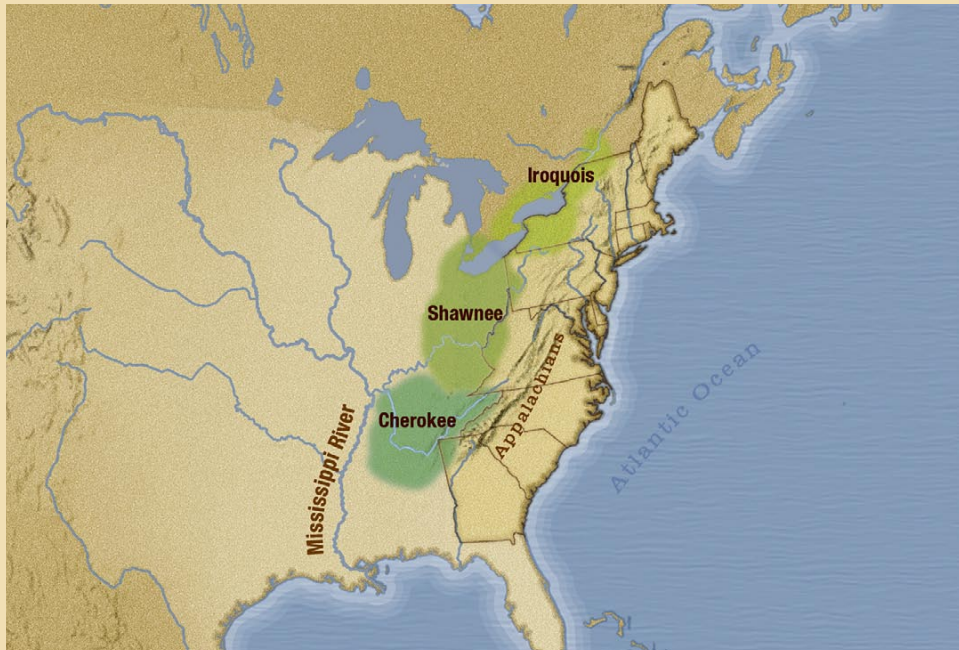 Iroquois
Shawnee
Cherokee
Appalachians
Mississippi River
Atlantic Ocean